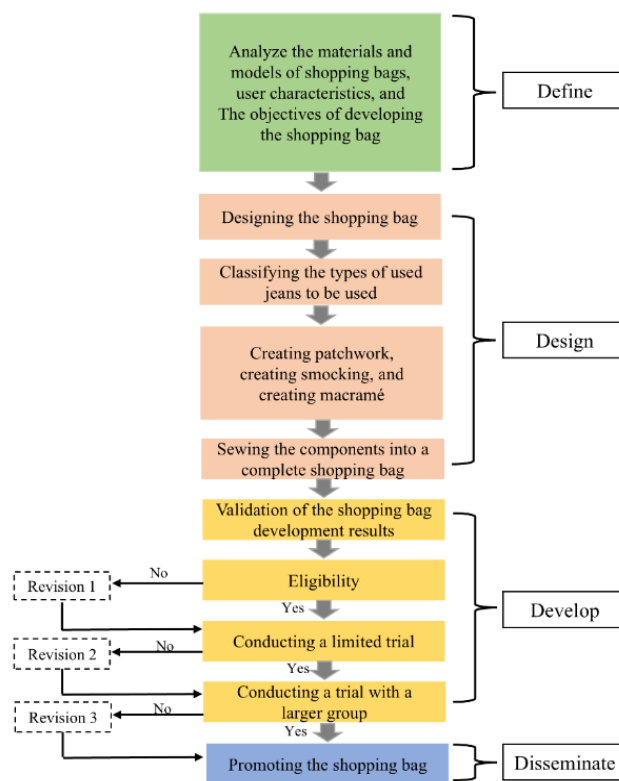 Analyze the materials and
models of shopping bags,
user characteristics, and
The objectives of developing
the shopping bag
Define
Designing the shopping bag
Classifying the types of used
jeans to be used
Creating patchwork,
creating smocking, and
creating macramé
Design
Sewing the components into a
complete shopping bag
Validation of the shopping bag
development results
No
Revision 1
Eligibility
Yes
Develop
Conducting a limited trial
No
Revision 2
Yes
Conducting a trial with a
larger group
No
Revision 3
Yes
Promoting the shopping bag
Disseminate